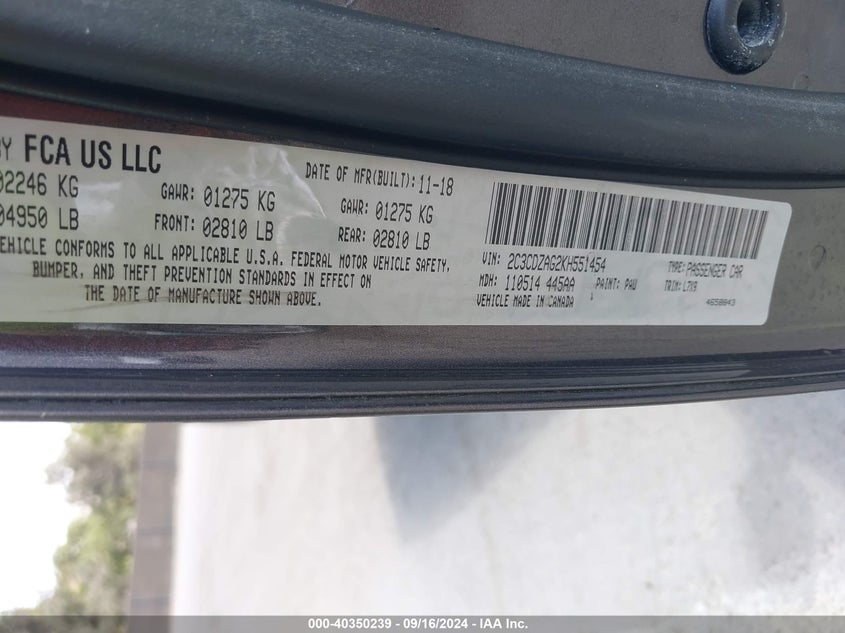 BY FCA US LLC
DATE OF MFR(BUILT): 11-18
02246 KG GAWR: 01275 KG GAWR: 01275 KG
04950 LB FRONT: 02810 LB REAR: 02810 LB
VEHICLE CONFORMS TO ALL APPLICABLE U.S.A. FEDERAL MOTOR VEHICLE SAFETY,
BUMPER, AND THEFT PREVENTION STANDARDS IN EFFECT ON
THE DATE OF MANUFACTURE SHOWN ABOVE.
VIN: 2C3CDZAG2KH551454 TYPE: PASSENGER CAR
MDH: 110514 445AA PAINT: PAU TRIM: L7X9
VEHICLE MADE IN CANADA 4658843
000-40350239 - 09/16/2024 - IAA Inc.